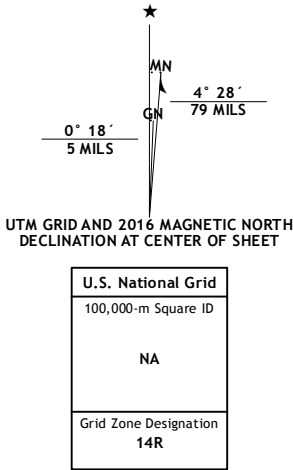 MN
GN
4° 28´
79 MILS
0° 18´
5 MILS
UTM GRID AND 2016 MAGNETIC NORTH
DECLINATION AT CENTER OF SHEET
U.S. National Grid
100,000-m Square ID
NA
Grid Zone Designation
14R